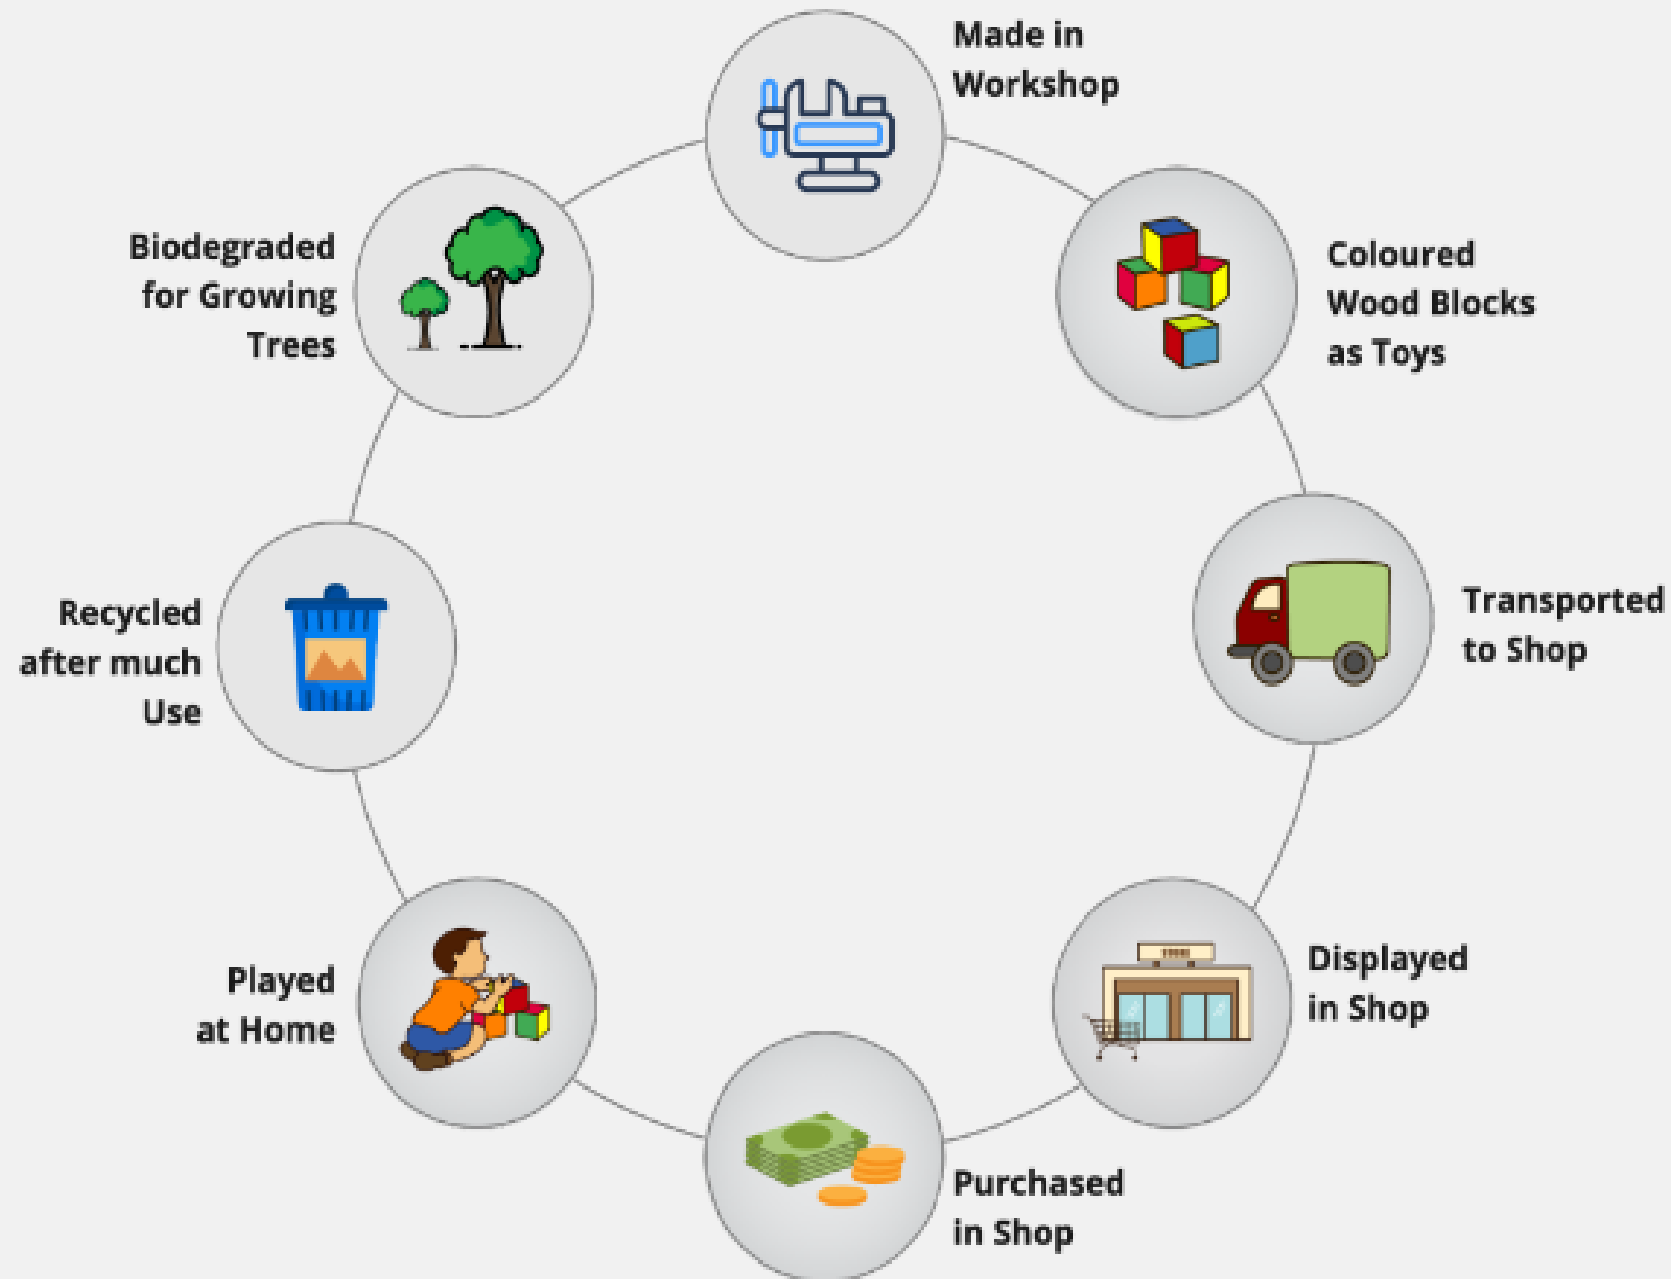 Made in
Workshop
Coloured
Wood Blocks
as Toys
Transported
to Shop
Displayed
in Shop
Purchased
in Shop
Played
at Home
Recycled
after much
Use
Biodegraded
for Growing
Trees